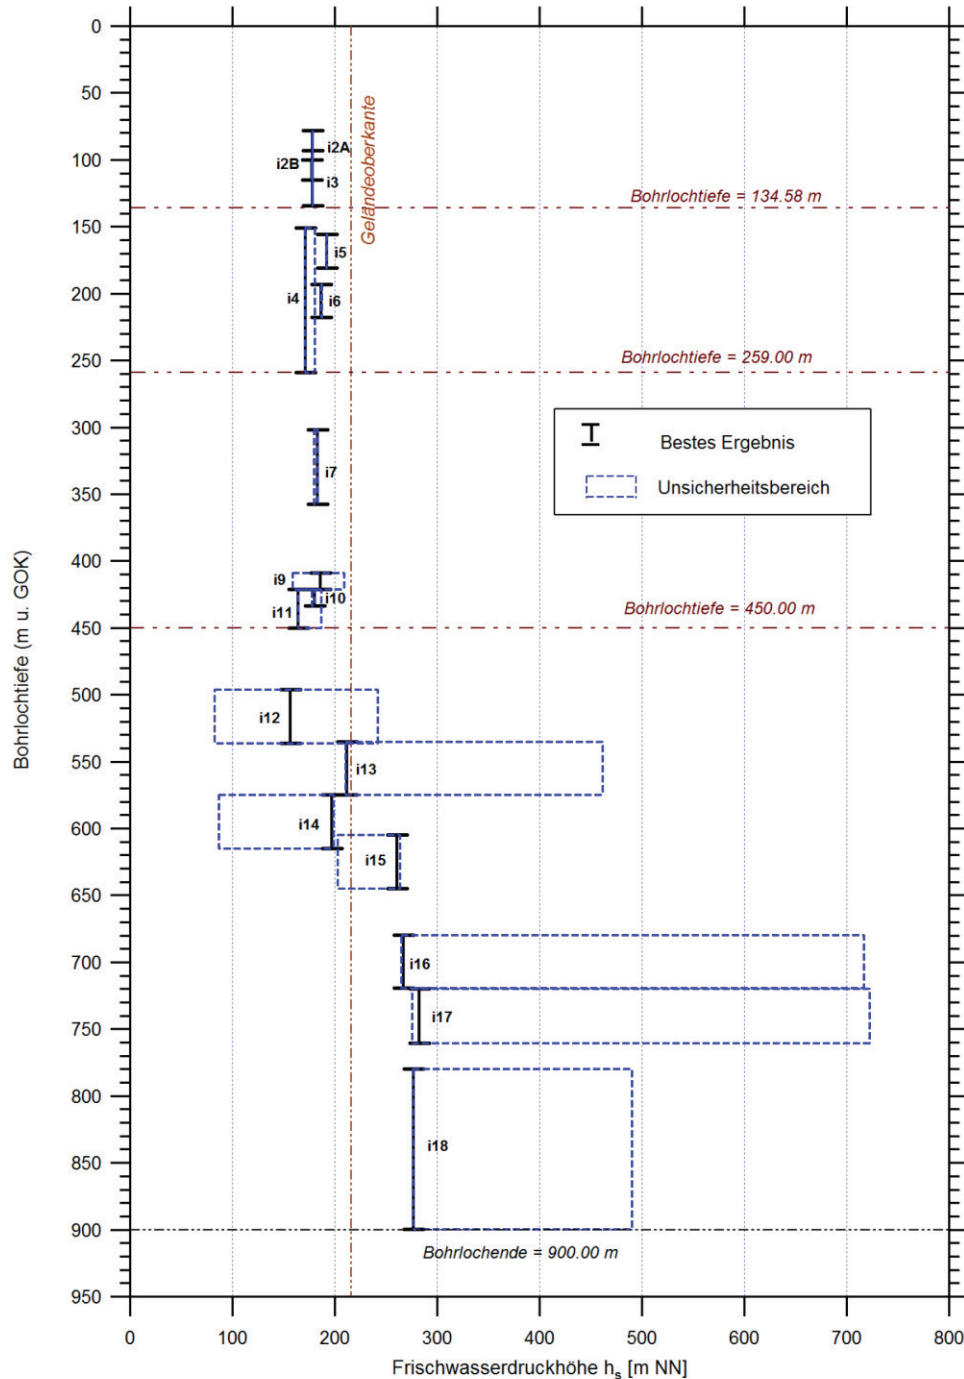 0
50
100
150
200
250
300
350
400
450
500
550
600
650
700
750
800
850
900
950
Bohrlochtiefe (m u. GOK)
Geländeoberkante
i2A
i2B
i3
Bohrlochtiefe = 134.58 m
i5
i4
i6
Bohrlochtiefe = 259.00 m
Bestes Ergebnis
Unsicherheitsbereich
i7
i9
i10
i11
Bohrlochtiefe = 450.00 m
i12
i13
i14
i15
i16
i17
i18
Bohrlochende = 900.00 m
0 100 200 300 400 500 600 700 800
Frischwasserdruckhöhe hs [m NN]